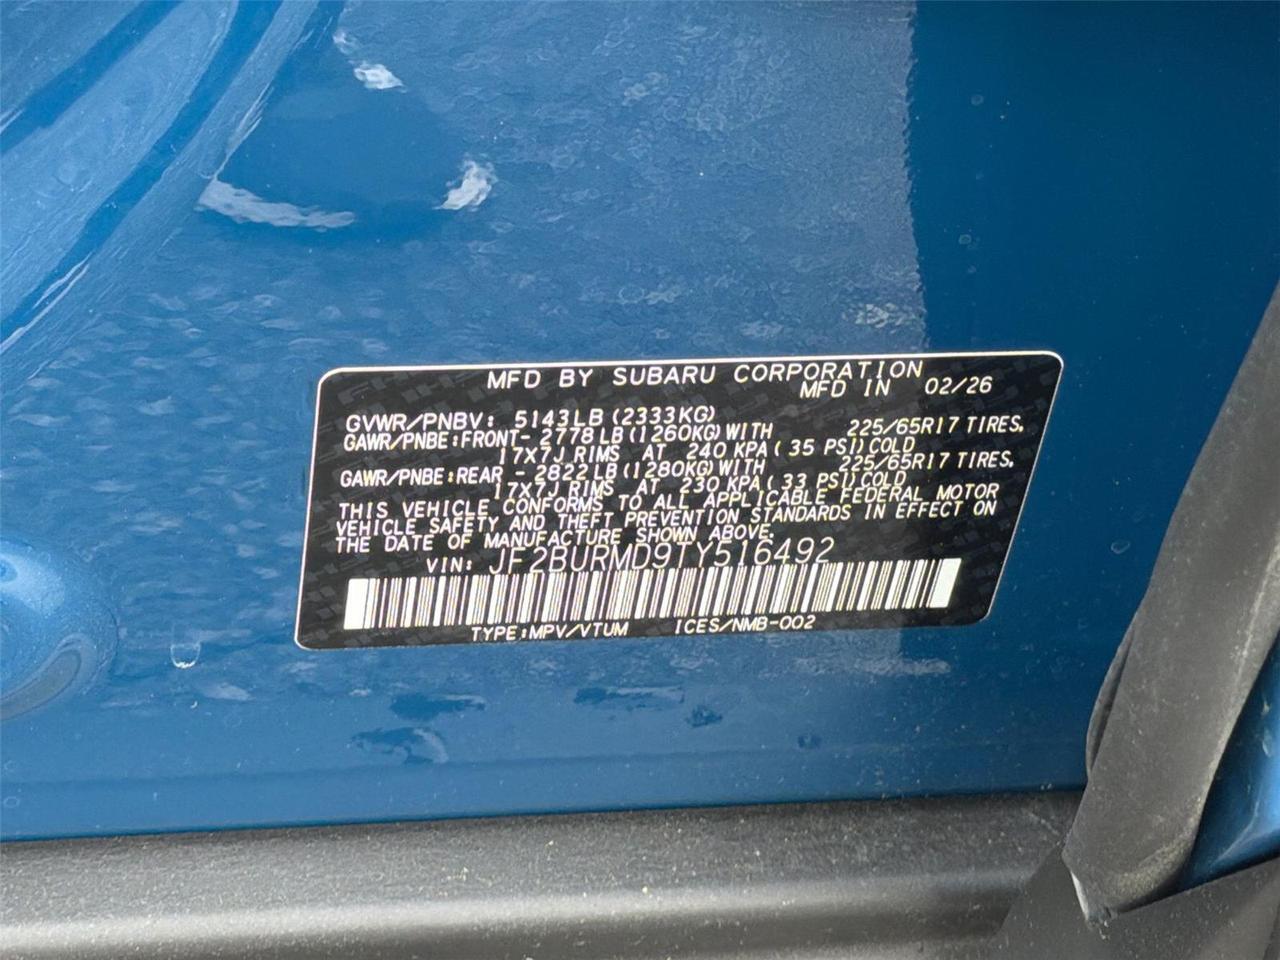 MFD BY SUBARU CORPORATION
MFD IN 02/26
GVWR/PNBV: 5143LB(2333KG)
GAWR/PNBE:FRONT- 2778LB(1260KG)WITH 225/65R17 TIRES,
17X7J RIMS AT 240 KPA( 35 PSI)COLD
GAWR/PNBE:REAR - 2822LB(1280KG)WITH 225/65R17 TIRES,
17X7J RIMS AT 230 KPA( 33 PSI)COLD
THIS VEHICLE CONFORMS TO ALL APPLICABLE FEDERAL MOTOR
VEHICLE SAFETY AND THEFT PREVENTION STANDARDS IN EFFECT ON
THE DATE OF MANUFACTURE SHOWN ABOVE.
VIN: JF2BURMD9TY516492
TYPE:MPV/VTUM ICES/NMB-002